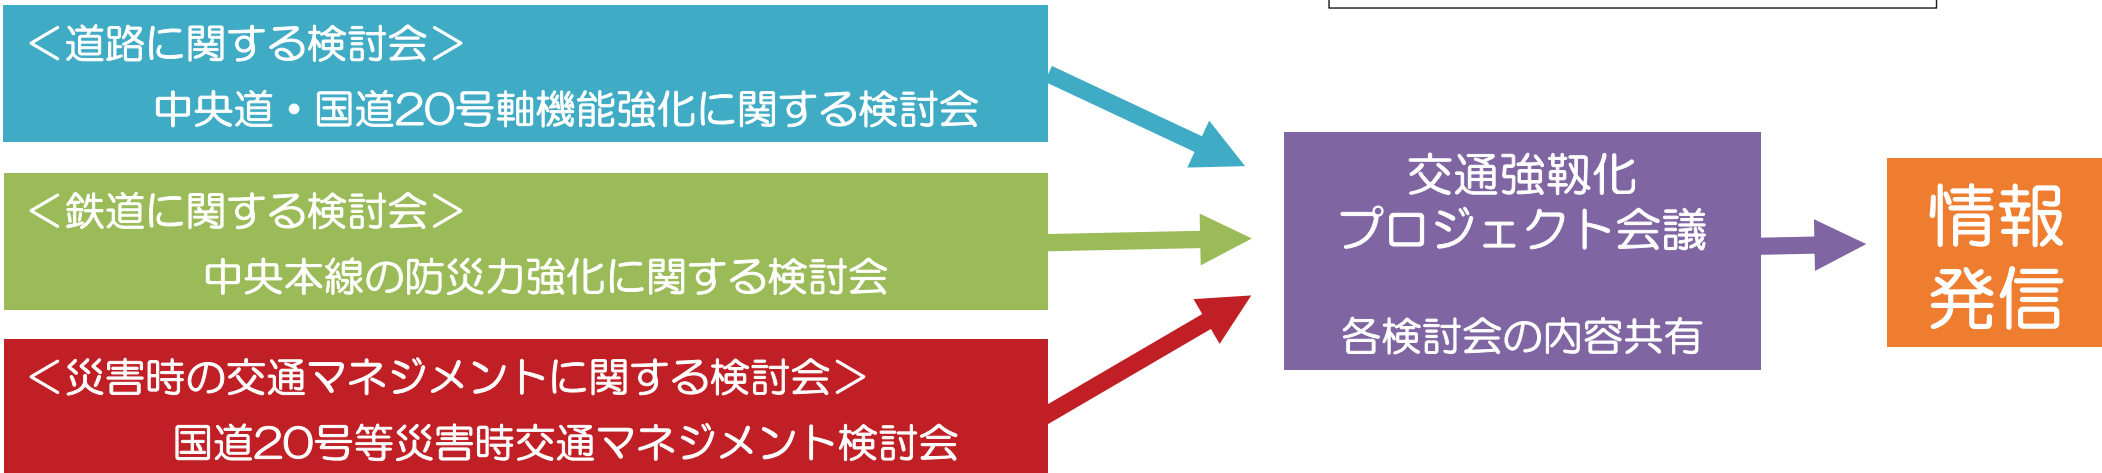 ＜道路に関する検討会＞
中央道・国道20号軸機能強化に関する検討会
＜鉄道に関する検討会＞
中央本線の防災力強化に関する検討会
＜災害時の交通マネジメントに関する検討会＞
国道20号等災害時交通マネジメント検討会
交通強靱化
プロジェクト会議
各検討会の内容共有
情報
発信